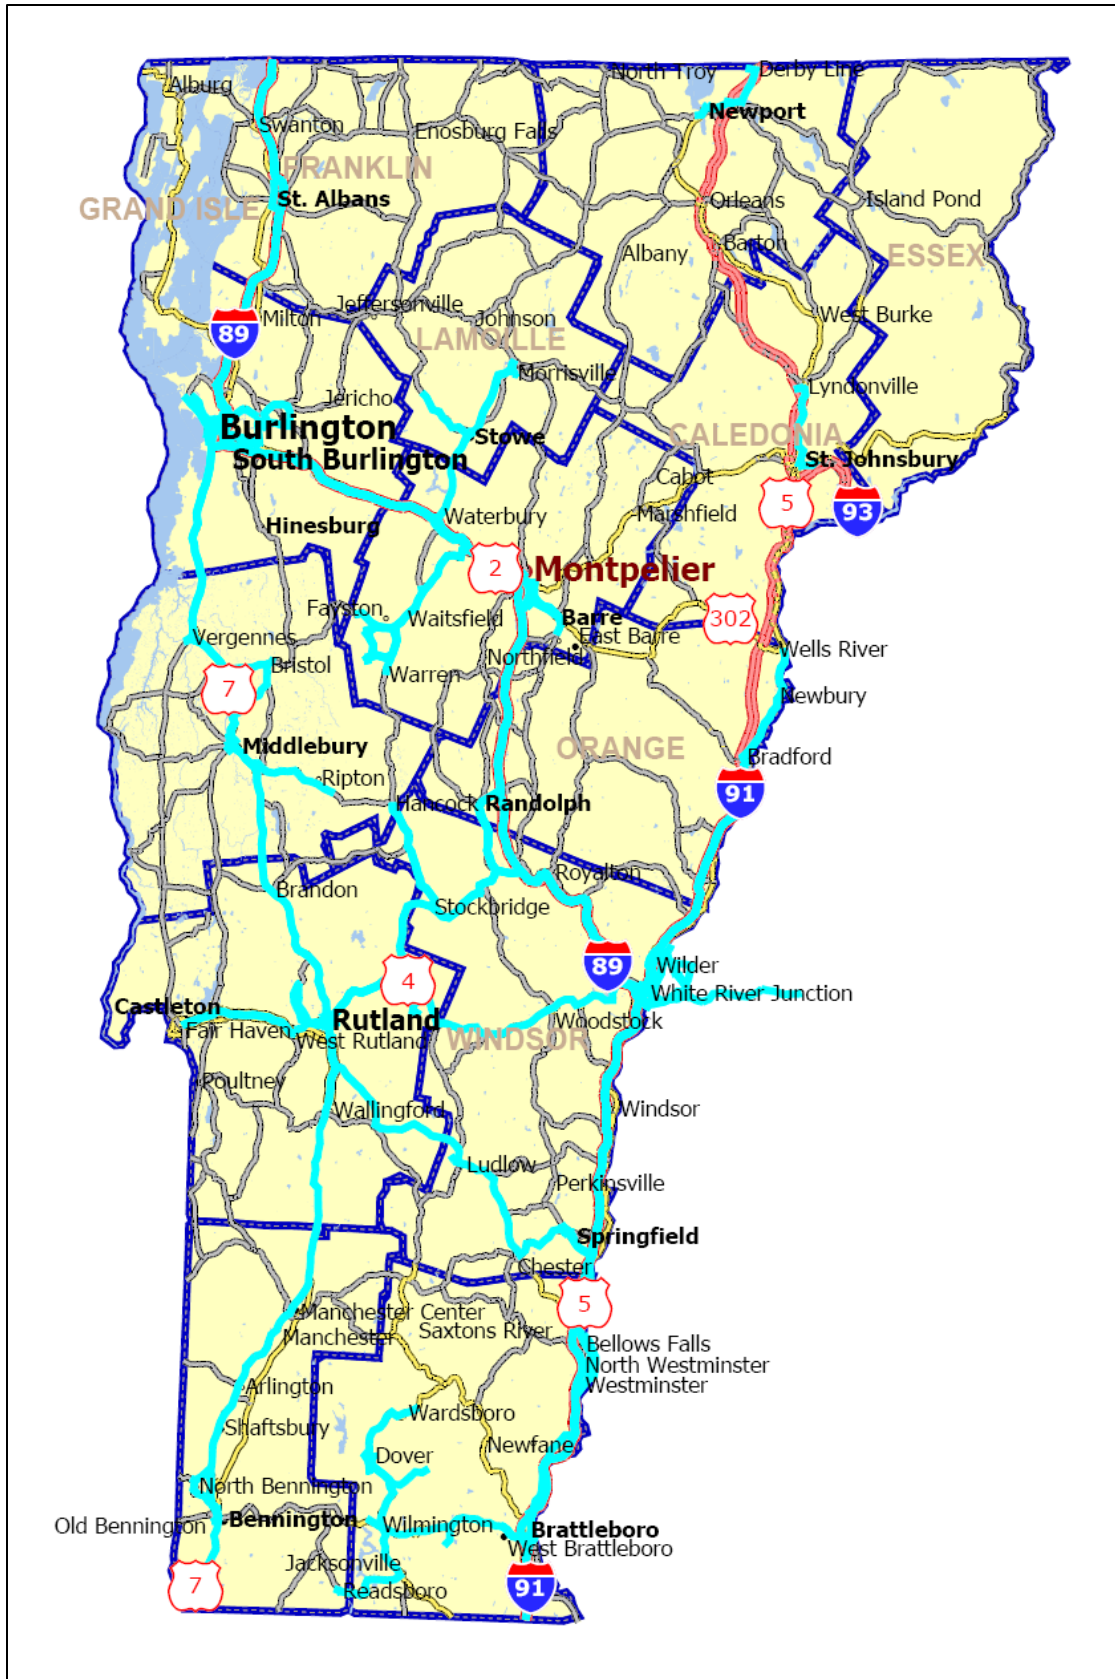 North Troy
Derby Line
Alburg
Newport
Swanton
Enosburg Falls
FRANKLIN
St. Albans
Orleans
Island Pond
GRAND ISLE
Albany
Barton
ESSEX
Jeffersonville
Milton
Johnson
West Burke
89
LAMOILLE
Morrisville
Lyndonville
Jericho
Burlington
Stowe
CALEDONIA
South Burlington
St. Johnsbury
Cabot
5
93
Waterbury
Marshfield
Hinesburg
2
Montpelier
Fayston
Waitsfield
Barre
302
East Barre
Vergennes
Wells River
Bristol
Northfield
Warren
7
Newbury
Middlebury
ORANGE
Bradford
Ripton
91
Hancock
Randolph
Royalton
Brandon
Stockbridge
89
Wilder
4
White River Junction
Castleton
Rutland
Woodstock
Fair Haven
West Rutland
WINDSOR
Poultney
Wallingford
Windsor
Ludlow
Perkinsville
Springfield
Chester
5
Manchester Center
Saxtons River
Manchester
Bellows Falls
North Westminster
Westminster
Arlington
Wardsboro
Shaftsbury
Newfane
Dover
North Bennington
Old Bennington
Bennington
Wilmington
Brattleboro
West Brattleboro
Jacksonville
7
Readsboro
91